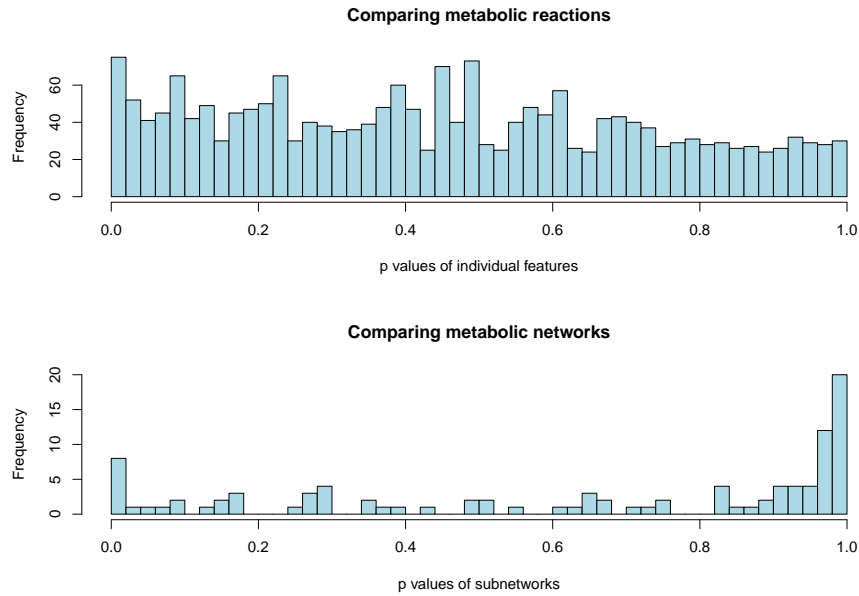 Comparing metabolic reactions
Frequency
60
40
20
0
0.0 0.2 0.4 0.6 0.8 1.0
p values of individual features
Comparing metabolic networks
Frequency
20
15
10
5
0
0.0 0.2 0.4 0.6 0.8 1.0
p values of subnetworks